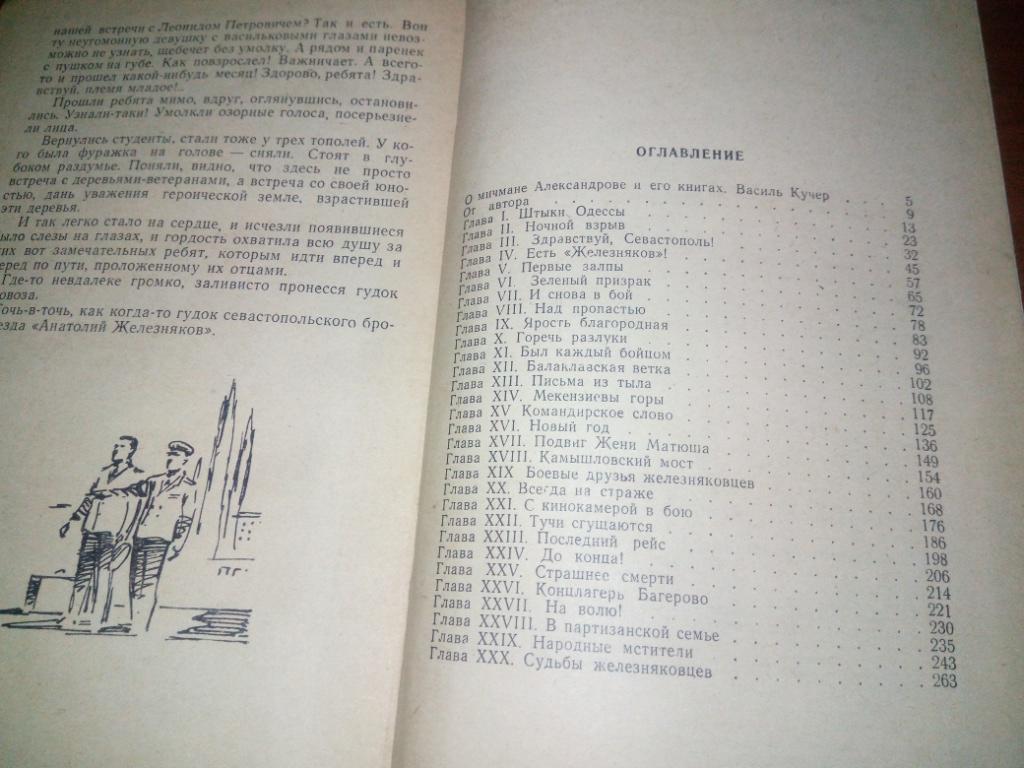 нашей встречи с Леонидом Петровичем? Так и есть. Вон
ту неугомонную девушку с васильковыми глазами невоз-
можно не узнать, щебечет без умолку. А рядом и паренек
с пушком на губе. Как повзрослел! Важничает. А всего-
то и прошел какой-нибудь месяц! Здорово, ребята! Здра-
вствуй, племя младое!..
Прошли ребята мимо, вдруг, оглянувшись, останови-
лись. Узнали-таки! Умолкли озорные голоса, посерьезне-
ли лица.
Вернулись студенты, стали тоже у трех тополей. У ко-
го была фуражка на голове — сняли. Стоят в глу-
боком раздумье. Поняли, видно, что здесь не просто
встреча с деревьями-ветеранами, а встреча со своей юно-
стью, дань уважения героической земле, взрастившей
эти деревья.
И так легко стало на сердце, и исчезли появившиеся
было слезы на глазах, и гордость охватила всю душу за
их вот замечательных ребят, которым идти вперед и
перед по пути, проложенному их отцами.
Где-то невдалеке громко, заливисто пронесся гудок
овоза.
Точь-в-точь, как когда-то гудок севастопольского бро-
езда «Анатолий Железняков».
ПГ
ОГЛАВЛЕНИЕ
О мичмане Александрове и его книгах. Василь Кучер . . 5
От автора . . . 9
Глава I. Штыки Одессы . . . 13
Глава II. Ночной взрыв . . . 23
Глава III. Здравствуй, Севастополь! . . . 32
Глава IV. Есть «Железняков»! . . . 45
Глава V. Первые залпы . . . 57
Глава VI. Зеленый призрак . . . 65
Глава VII. И снова в бой . . . 72
Глава VIII. Над пропастью . . . 78
Глава IX. Ярость благородная . . . 83
Глава X. Горечь разлуки . . . 92
Глава XI. Был каждый бойцом . . . 96
Глава XII. Балаклавская ветка . . . 102
Глава XIII. Письма из тыла . . . 108
Глава XIV. Мекензиевы горы . . . 117
Глава XV Командирское слово . . . 125
Глава XVI. Новый год . . . 136
Глава XVII. Подвиг Жени Матюша . . . 149
Глава XVIII. Камышловский мост . . . 154
Глава XIX Боевые друзья железняковцев . . . 160
Глава XX. Всегда на страже . . . 168
Глава XXI. С кинокамерой в бою . . . 176
Глава XXII. Тучи сгущаются . . . 186
Глава XXIII. Последний рейс . . . 198
Глава XXIV. До конца! . . . 206
Глава XXV. Страшнее смерти . . . 214
Глава XXVI. Концлагерь Багерово . . . 221
Глава XXVII. На волю! . . . 230
Глава XXVIII. В партизанской семье . . . 235
Глава XXIX. Народные мстители . . . 243
Глава XXX. Судьбы железняковцев . . . 263